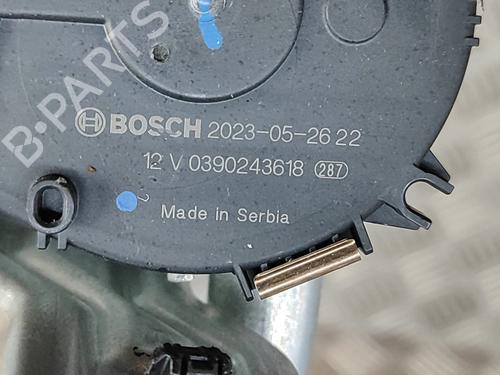 B-PARTS
BOSCH 2023-05-26 22
12 V 0390243618 287
Made in Serbia